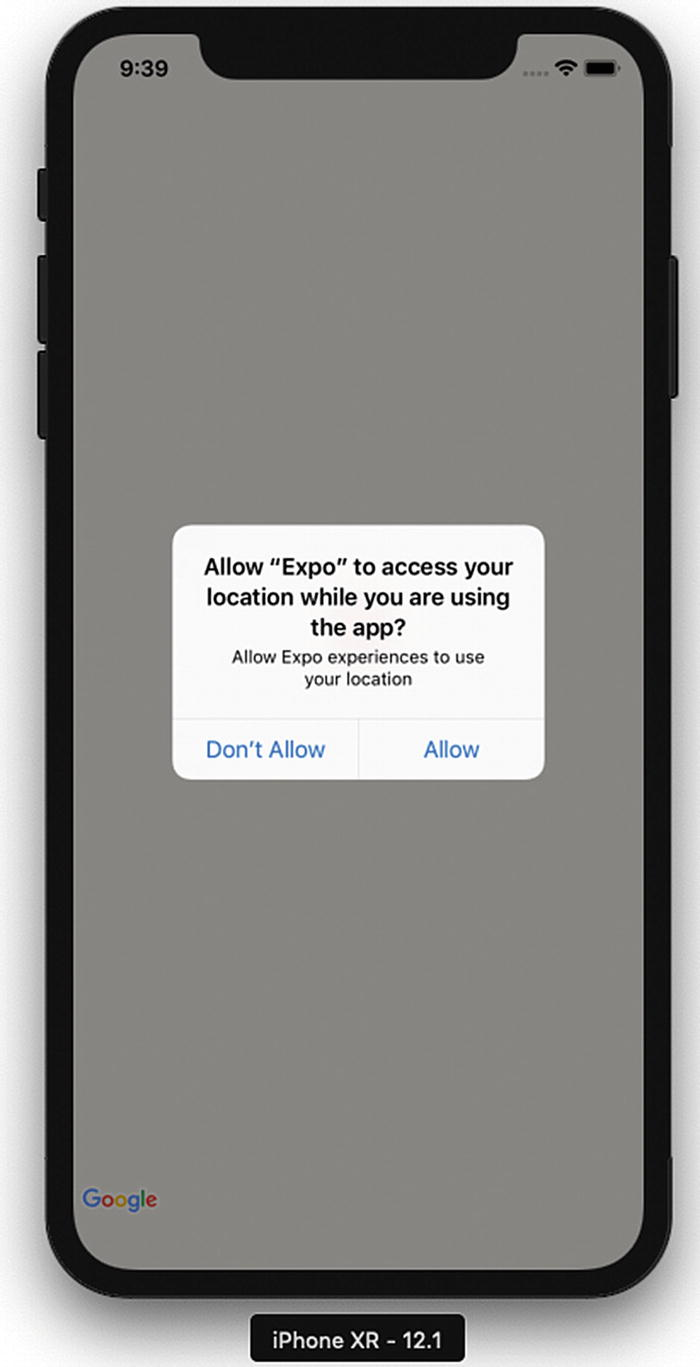 9:39
Allow “Expo” to access your
location while you are using
the app?
Allow Expo experiences to use
your location
Don’t Allow
Allow
Google
iPhone XR - 12.1